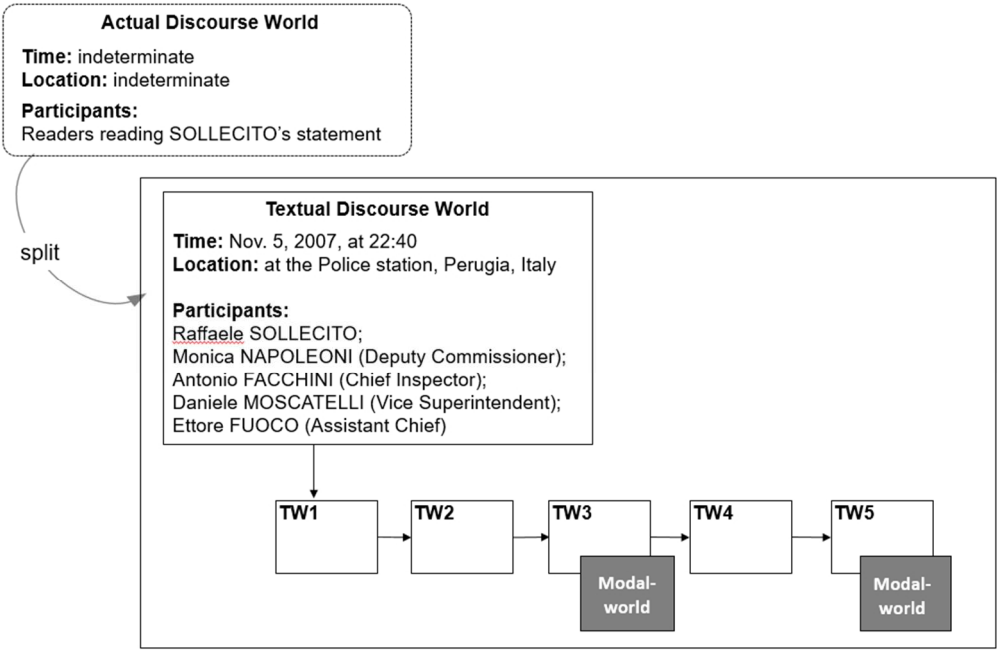 Actual Discourse World
Time: indeterminate
Location: indeterminate
Participants:
Readers reading SOLLECITO's statement
split
Textual Discourse World
Time: Nov. 5, 2007, at 22:40
Location: at the Police station, Perugia, Italy
Participants:
Raffaele SOLLECITO;
Monica NAPOLEONI (Deputy Commissioner);
Antonio FACCHINI (Chief Inspector);
Daniele MOSCATELLI (Vice Superintendent);
Ettore FUOCO (Assistant Chief)
TW1
TW2
TW3
TW4
TW5
Modal-
world
Modal-
world